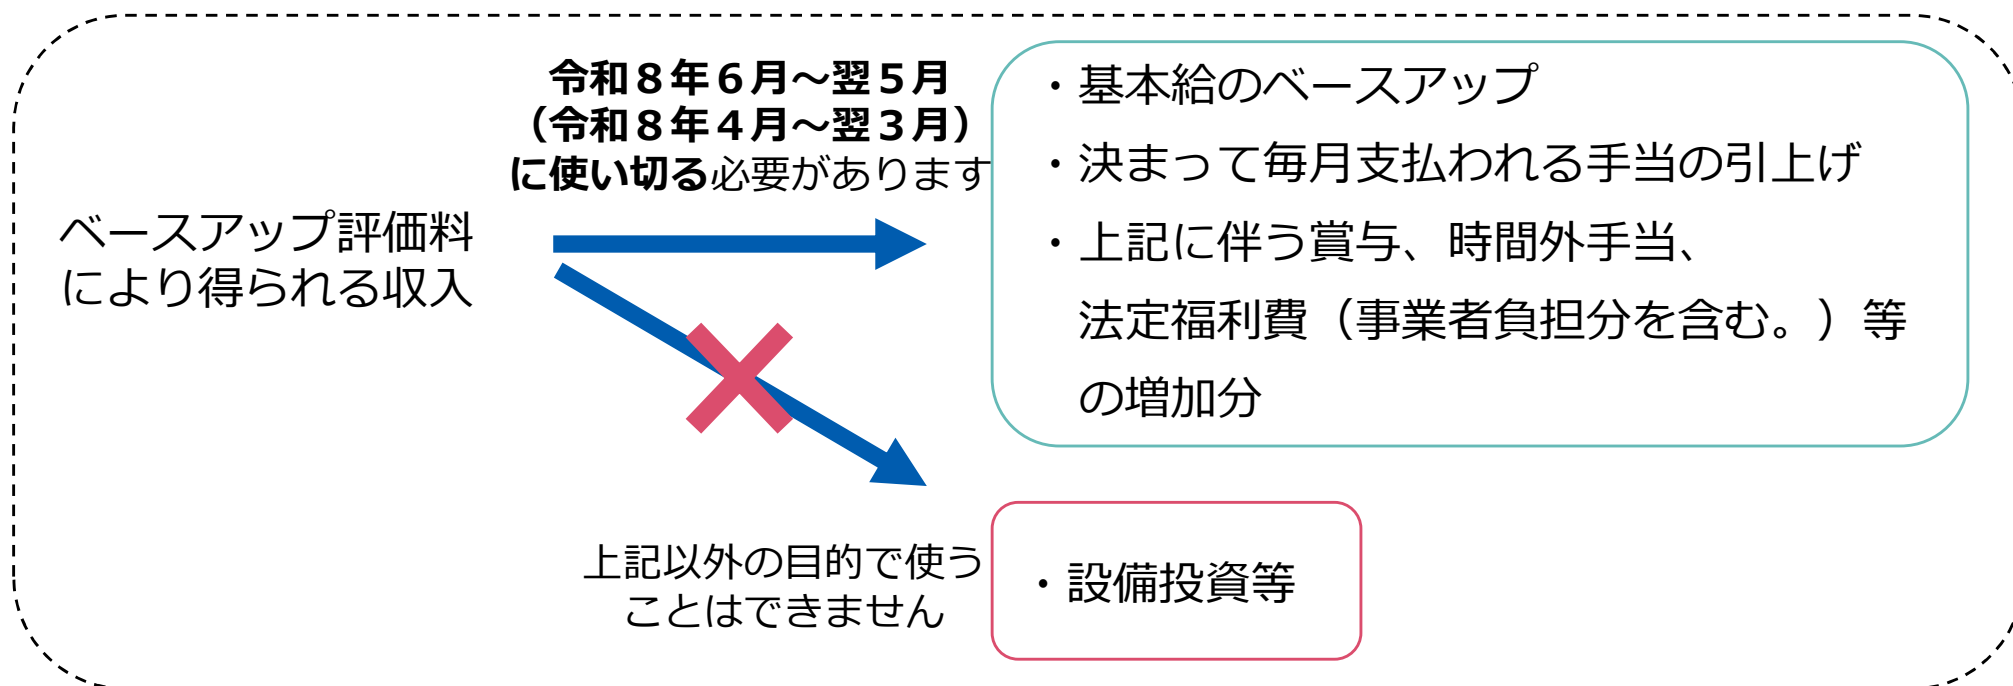 令和８年６月～翌５月
（令和８年４月～翌３月）
に使い切る必要があります
ベースアップ評価料
により得られる収入
・基本給のベースアップ
・決まって毎月支払われる手当の引上げ
・上記に伴う賞与、時間外手当、
法定福利費（事業者負担分を含む。）等
の増加分
上記以外の目的で使う
ことはできません
・設備投資等